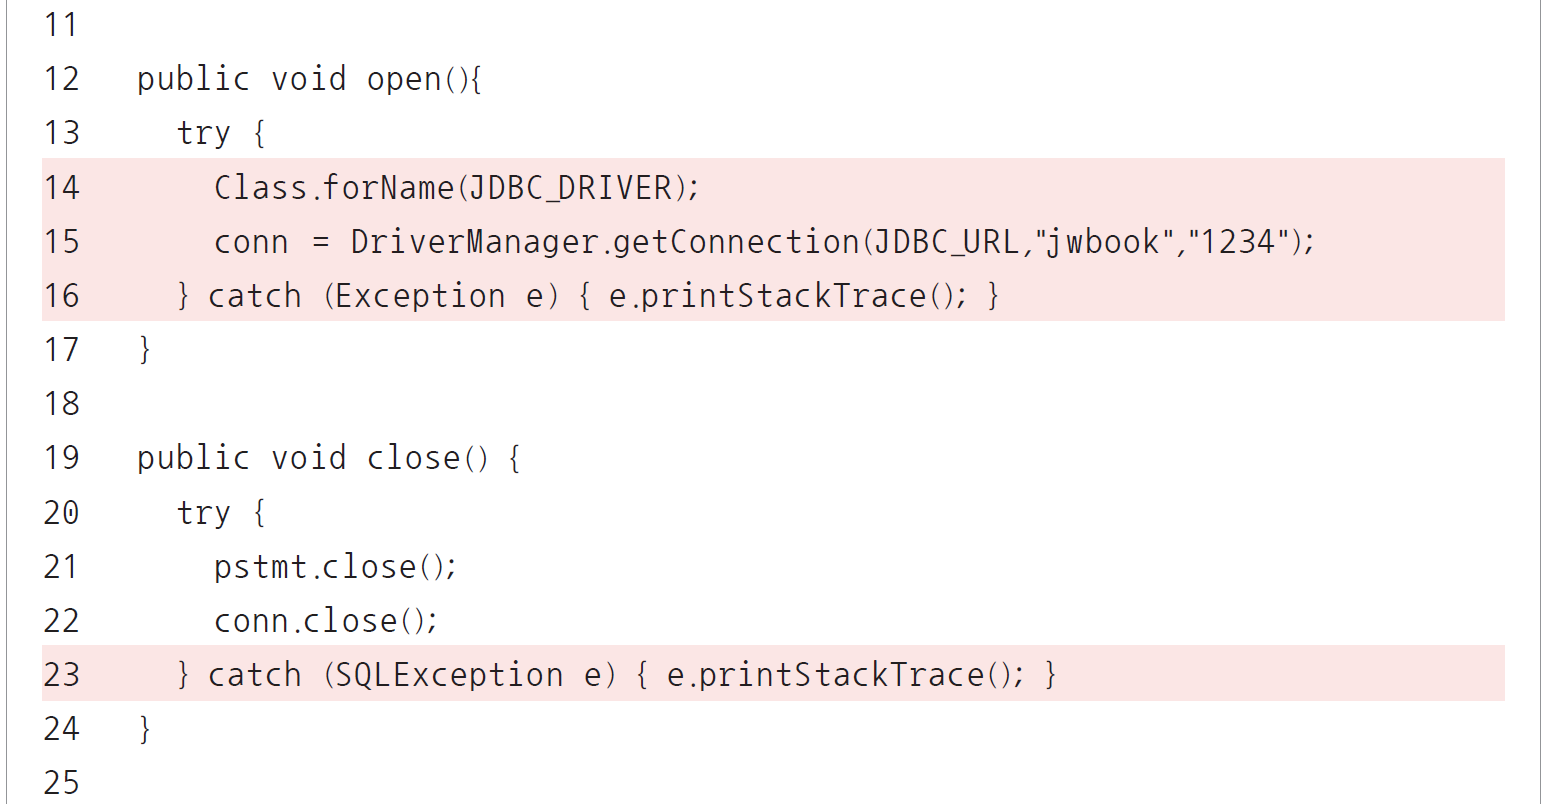 11
12 public void open(){
13 try {
14 Class.forName(JDBC_DRIVER);
15 conn = DriverManager.getConnection(JDBC_URL,"jwbook","1234");
16 } catch (Exception e) { e.printStackTrace(); }
17 }
18
19 public void close() {
20 try {
21 pstmt.close();
22 conn.close();
23 } catch (SQLException e) { e.printStackTrace(); }
24 }
25